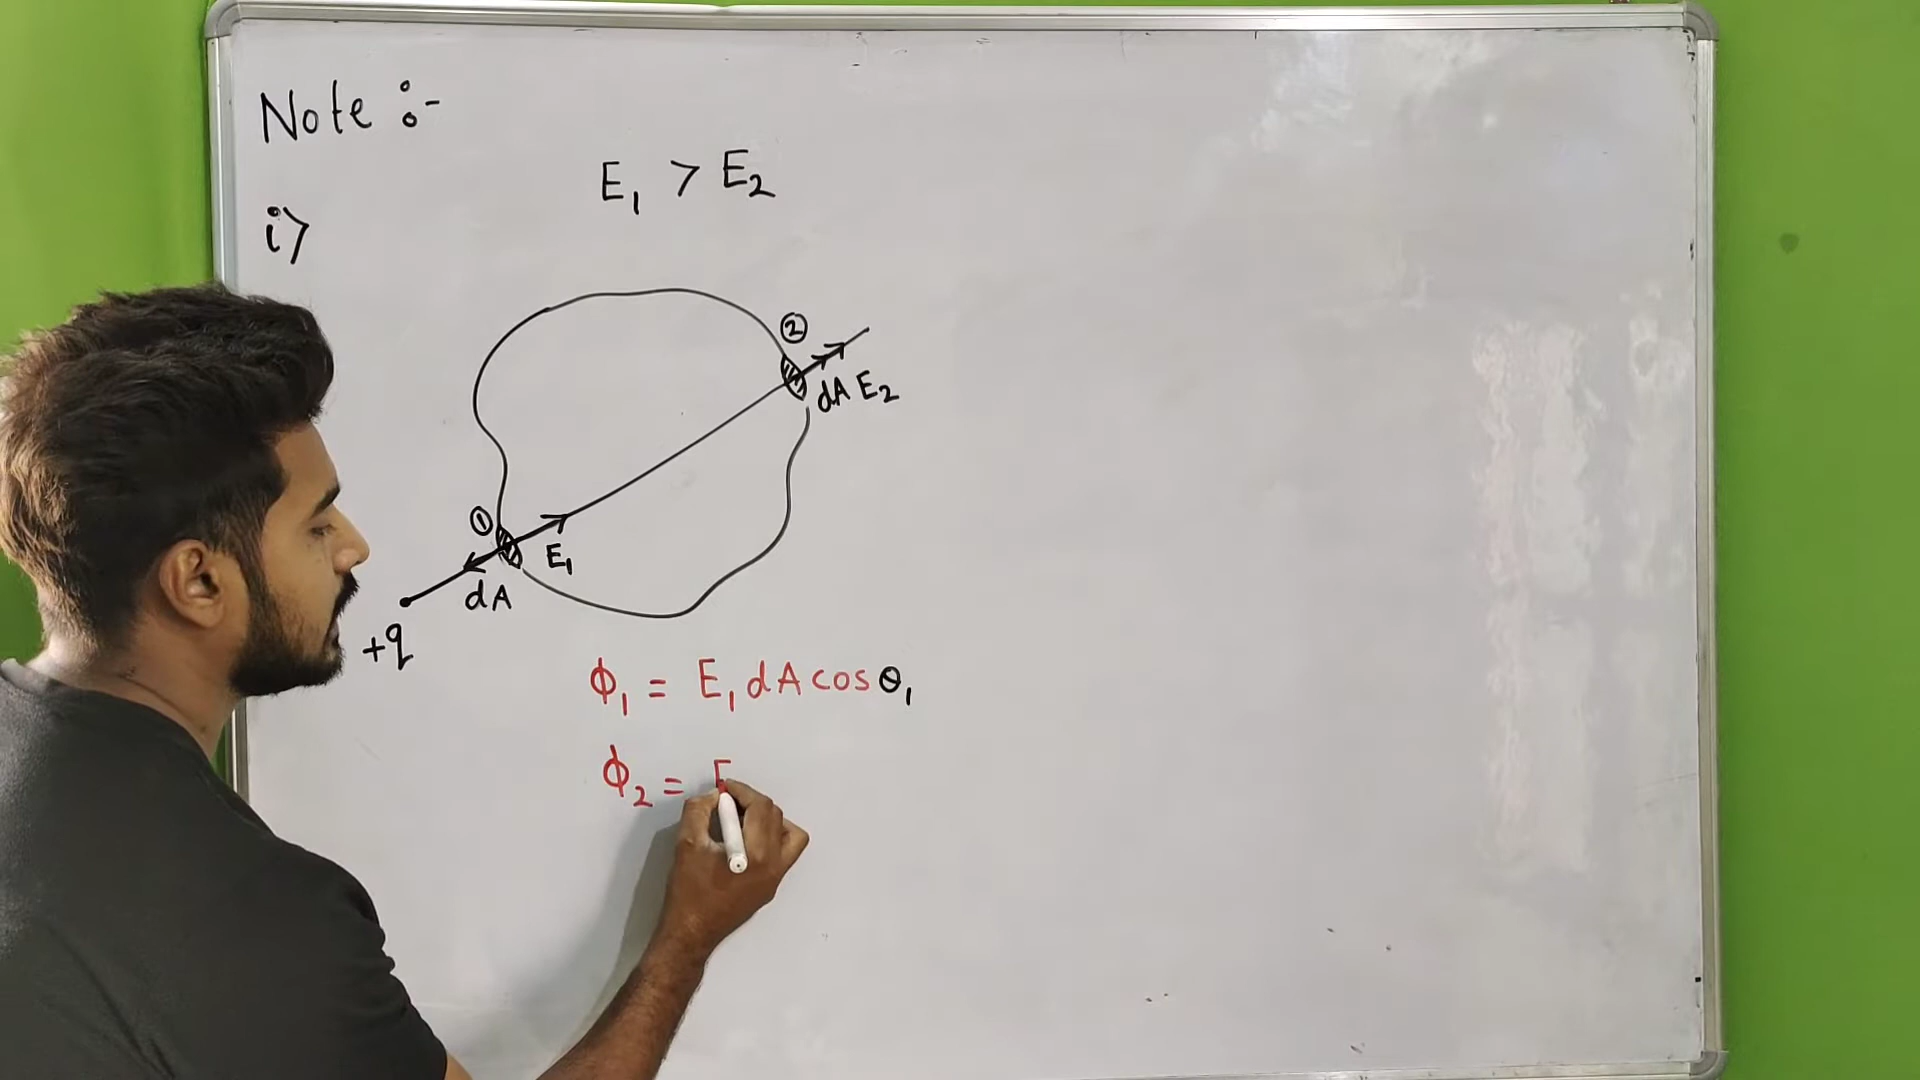 Note :-
E₁ > E₂
i>
②
dA E₂
①
E₁
dA
+q
ϕ₁ = E₁ dA cos θ₁
ϕ₂ = E